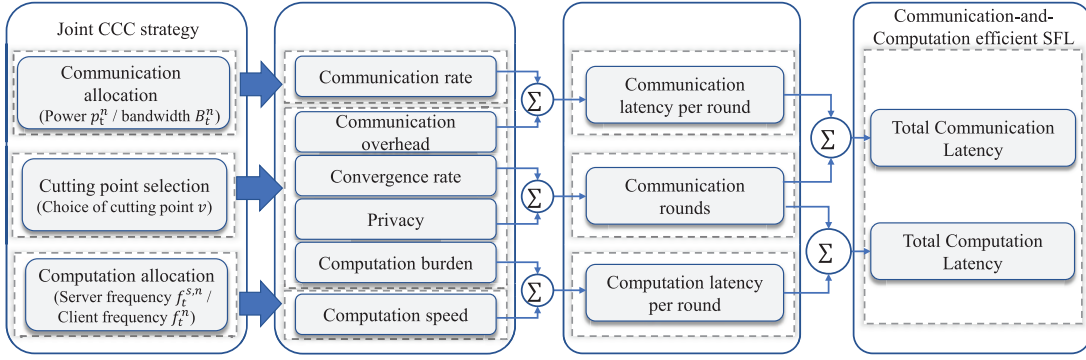 Joint CCC strategy
Communication
allocation
(Power $p_t^n$ / bandwidth $B_t^n$)
Cutting point selection
(Choice of cutting point $v$)
Computation allocation
(Server frequency $f_t^{s,n}$ /
Client frequency $f_t^n$)
Communication rate
Communication
overhead
Convergence rate
Privacy
Computation burden
Computation speed
∑
∑
∑
Communication
latency per round
Communication
rounds
Computation latency
per round
∑
∑
Communication-and-
Computation efficient SFL
Total Communication
Latency
Total Computation
Latency